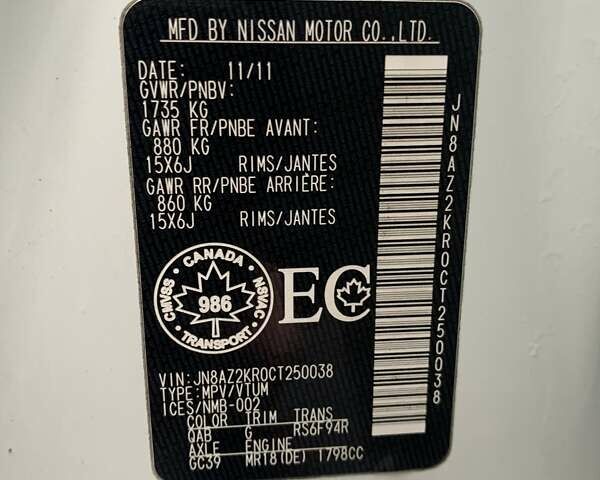 MFD BY NISSAN MOTOR CO.,LTD.
DATE: 11/11
GVWR/PNBV:
1735 KG
GAWR FR/PNBE AVANT:
880 KG
15X6J RIMS/JANTES
GAWR RR/PNBE ARRIÈRE:
860 KG
15X6J RIMS/JANTES
JN8AZ2KR0CT250038
CANADA
CMVSS 986 NSVAC
TRANSPORT
EC
VIN:JN8AZ2KR0CT250038
TYPE:MPV/VTUM
ICES/NMB-002
COLOR TRIM TRANS
QAB G RS6F94R
AXLE ENGINE
GC39 MR18(DE) 1798CC